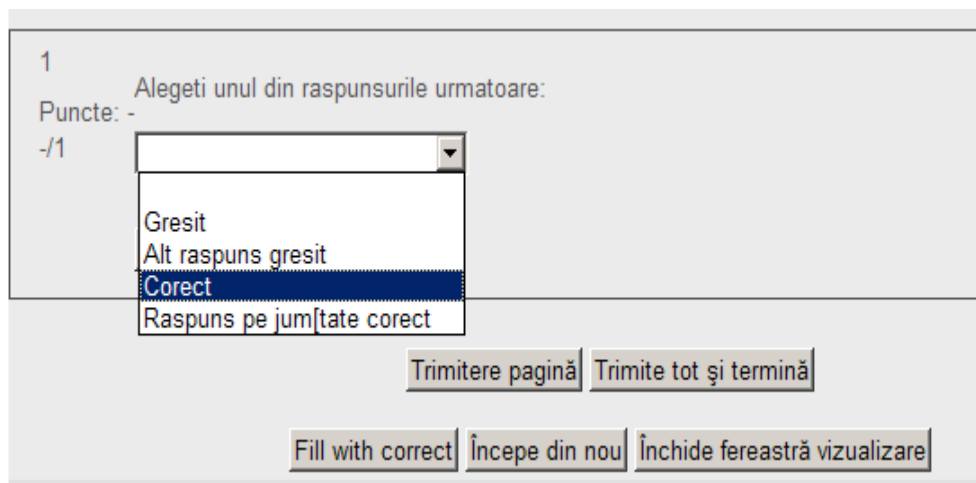 1
Alegeti unul din raspunsurile urmatoare:
Puncte: -
-/1
Gresit
Alt raspuns gresit
Corect
Raspuns pe jum[tate corect
Trimitere pagină Trimite tot şi termină
Fill with correct Începe din nou Închide fereastră vizualizare